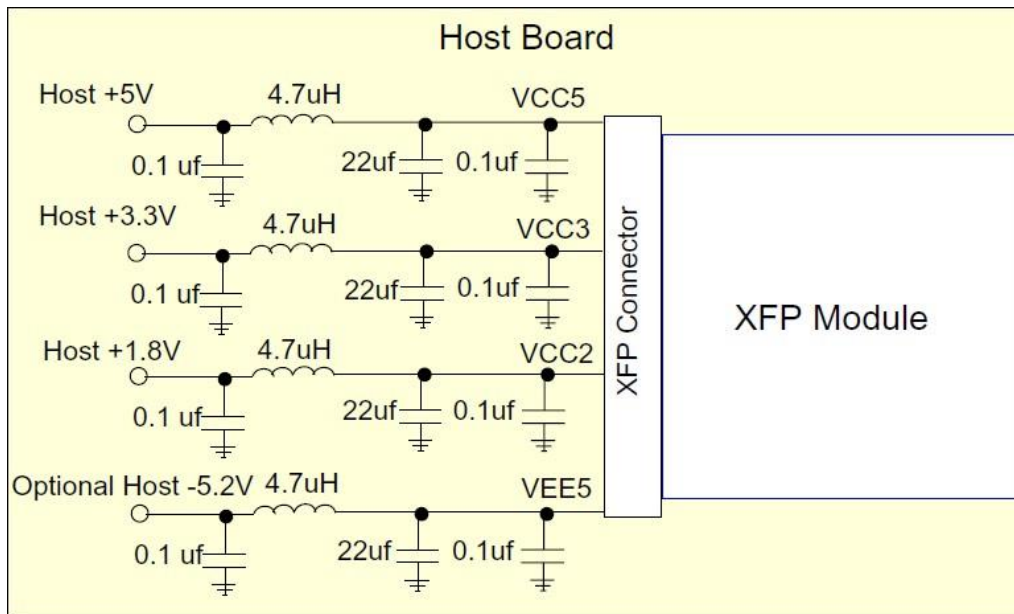 Host Board
Host +5V
4.7uH
VCC5
0.1 uf
22uf
0.1uf
Host +3.3V
4.7uH
VCC3
0.1 uf
22uf
0.1uf
Host +1.8V
4.7uH
VCC2
0.1 uf
22uf
0.1uf
Optional Host -5.2V
4.7uH
VEE5
0.1 uf
22uf
0.1uf
XFP Connector
XFP Module